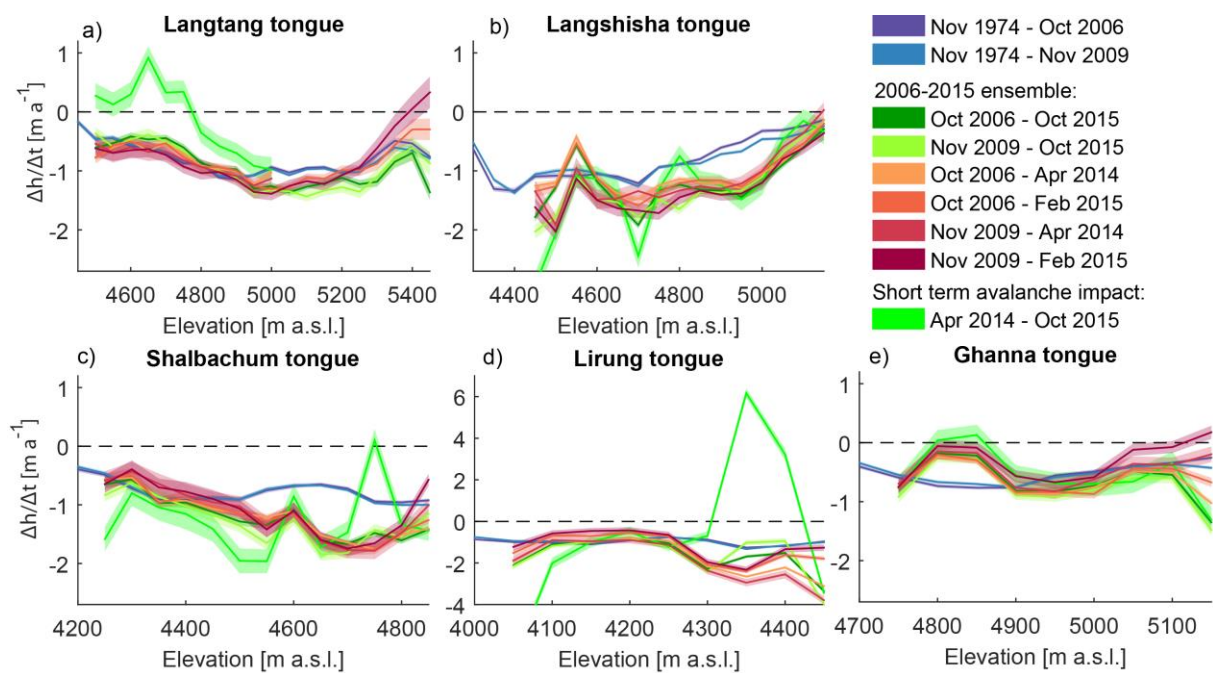 a)
Langtang tongue
1
0
-1
-2
Δh/Δt [m a⁻¹]
4600 4800 5000 5200 5400
Elevation [m a.s.l.]
b)
Langshisha tongue
1
0
-1
-2
4400 4600 4800 5000
Elevation [m a.s.l.]
Nov 1974 - Oct 2006
Nov 1974 - Nov 2009
2006-2015 ensemble:
Oct 2006 - Oct 2015
Nov 2009 - Oct 2015
Oct 2006 - Apr 2014
Oct 2006 - Feb 2015
Nov 2009 - Apr 2014
Nov 2009 - Feb 2015
Short term avalanche impact:
Apr 2014 - Oct 2015
c)
Shalbachum tongue
1
0
-1
-2
Δh/Δt [m a⁻¹]
4200 4400 4600 4800
Elevation [m a.s.l.]
d)
Lirung tongue
6
4
2
0
-2
-4
4000 4100 4200 4300 4400
Elevation [m a.s.l.]
e)
Ghanna tongue
1
0
-1
-2
4700 4800 4900 5000 5100
Elevation [m a.s.l.]